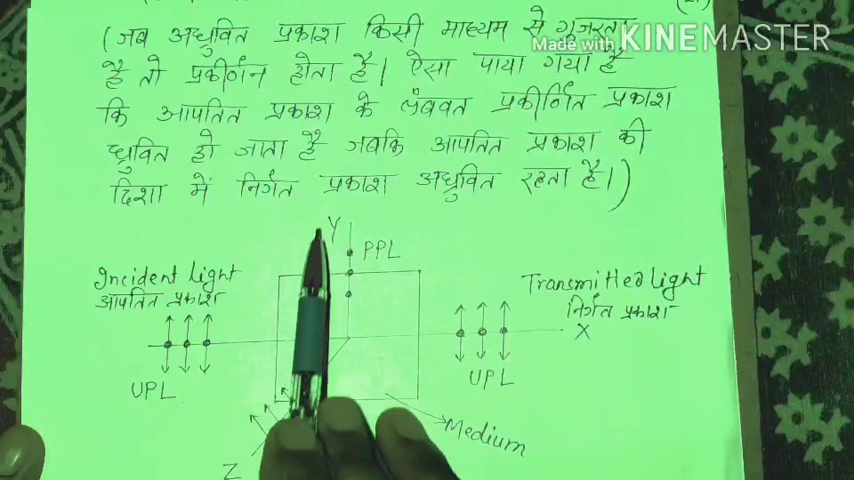 (जब अध्रुवित प्रकाश किसी माध्यम से गुजरता
Made with KINEMASTER
है तो प्रकीर्णन होता है। ऐसा पाया गया है
कि आपतित प्रकाश के लंबवत प्रकीर्णित प्रकाश
ध्रुवित हो जाता है जबकि आपतित प्रकाश की
दिशा में निर्गत प्रकाश अध्रुवित रहता है।)
Y
PPL
Incident light
आपतित प्रकाश
Transmitted light
निर्गत प्रकाश
X
UPL
UPL
Medium
Z